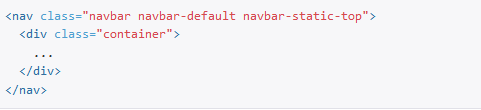 <nav class="navbar navbar-default navbar-static-top">
  <div class="container">
    ...
  </div>
</nav>